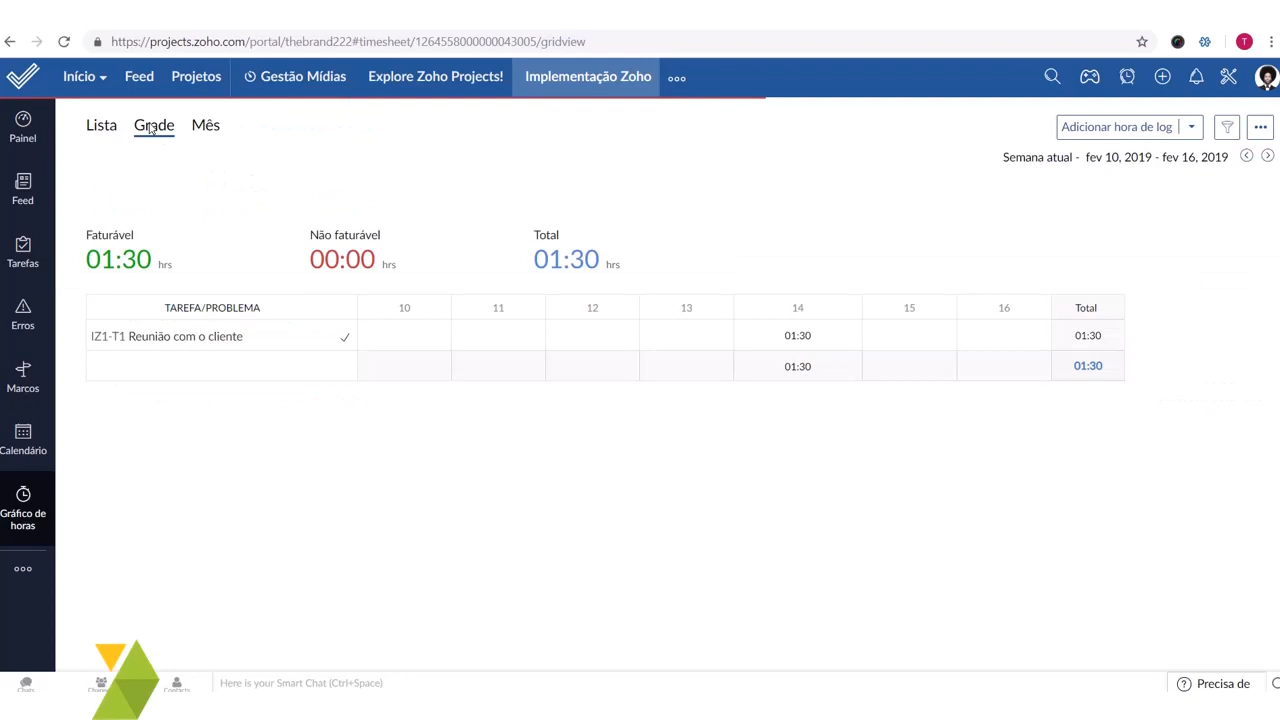 https://projects.zoho.com/portal/thebrand222#timesheet/1264558000000043005/gridview
T
Início Feed Projetos Gestão Mídias Explore Zoho Projects! Implementação Zoho
Painel
Feed
Tarefas
Erros
Marcos
Calendário
Gráfico de
horas
Lista Grade Mês
Adicionar hora de log
Semana atual - fev 10, 2019 - fev 16, 2019
Faturável Não faturável Total
01:30 hrs 00:00 hrs 01:30 hrs
TAREFA/PROBLEMA 10 11 12 13 14 15 16 Total
IZ1-T1 Reunião com o cliente 01:30 01:30
01:30 01:30
Chats Contacts Here is your Smart Chat (Ctrl+Space) Precisa de